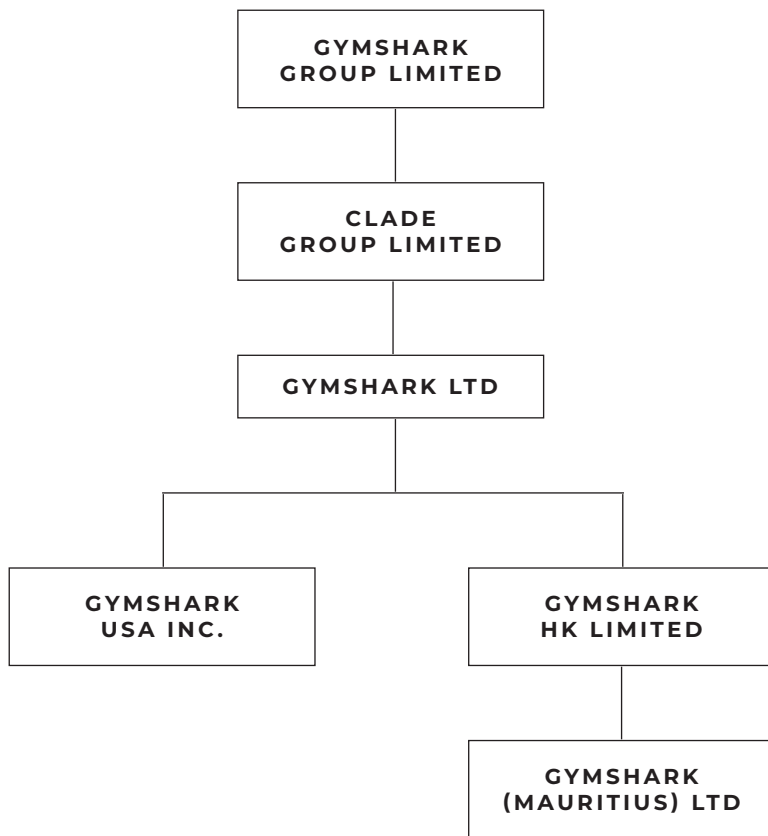 GYMSHARK
GROUP LIMITED
CLADE
GROUP LIMITED
GYMSHARK LTD
GYMSHARK
USA INC.
GYMSHARK
HK LIMITED
GYMSHARK
(MAURITIUS) LTD